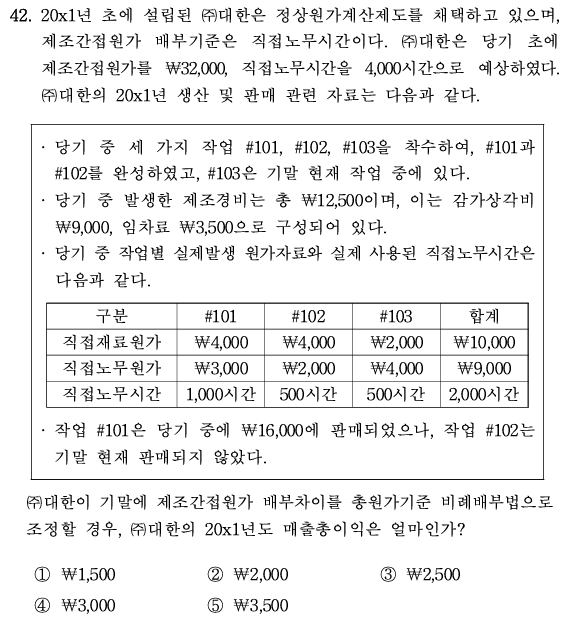 42. 20x1년 초에 설립된 ㈜대한은 정상원가계산제도를 채택하고 있으며,
제조간접원가 배부기준은 직접노무시간이다. ㈜대한은 당기 초에
제조간접원가를 ₩32,000, 직접노무시간을 4,000시간으로 예상하였다.
㈜대한의 20x1년 생산 및 판매 관련 자료는 다음과 같다.
· 당기 중 세 가지 작업 #101, #102, #103을 착수하여, #101과
#102를 완성하였고, #103은 기말 현재 작업 중에 있다.
· 당기 중 발생한 제조경비는 총 ₩12,500이며, 이는 감가상각비
₩9,000, 임차료 ₩3,500으로 구성되어 있다.
· 당기 중 작업별 실제발생 원가자료와 실제 사용된 직접노무시간은
다음과 같다.
구분 #101 #102 #103 합계
직접재료원가 ₩4,000 ₩4,000 ₩2,000 ₩10,000
직접노무원가 ₩3,000 ₩2,000 ₩4,000 ₩9,000
직접노무시간 1,000시간 500시간 500시간 2,000시간
· 작업 #101은 당기 중에 ₩16,000에 판매되었으나, 작업 #102는
기말 현재 판매되지 않았다.
㈜대한이 기말에 제조간접원가 배부차이를 총원가기준 비례배부법으로
조정할 경우, ㈜대한의 20x1년도 매출총이익은 얼마인가?
① ₩1,500 ② ₩2,000 ③ ₩2,500
④ ₩3,000 ⑤ ₩3,500